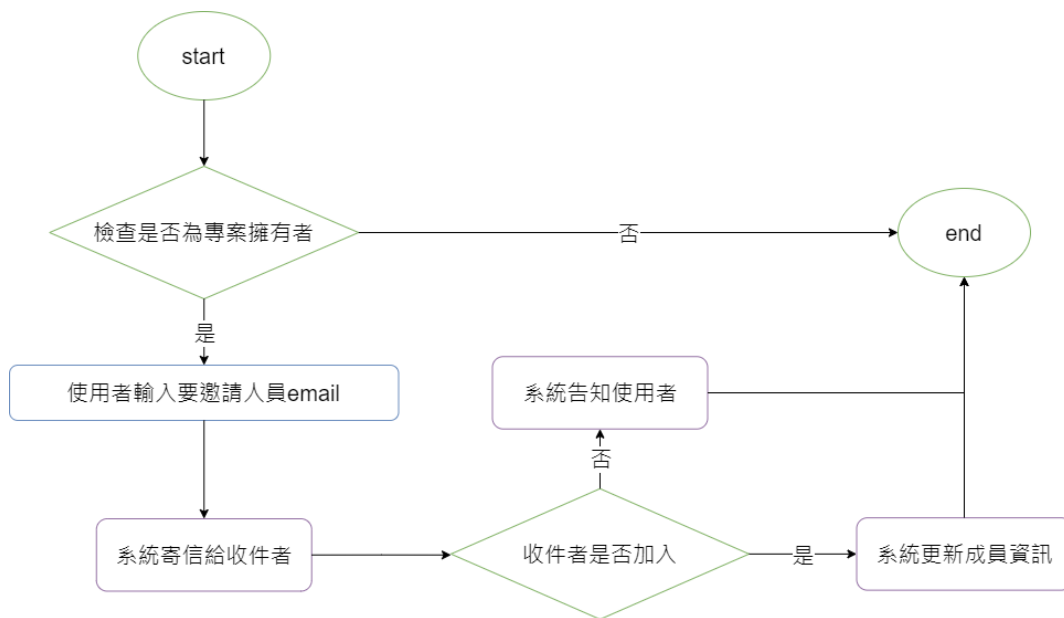 start
檢查是否為專案擁有者
否
end
是
使用者輸入要邀請人員email
系統告知使用者
否
系統寄信給收件者
收件者是否加入
是
系統更新成員資訊